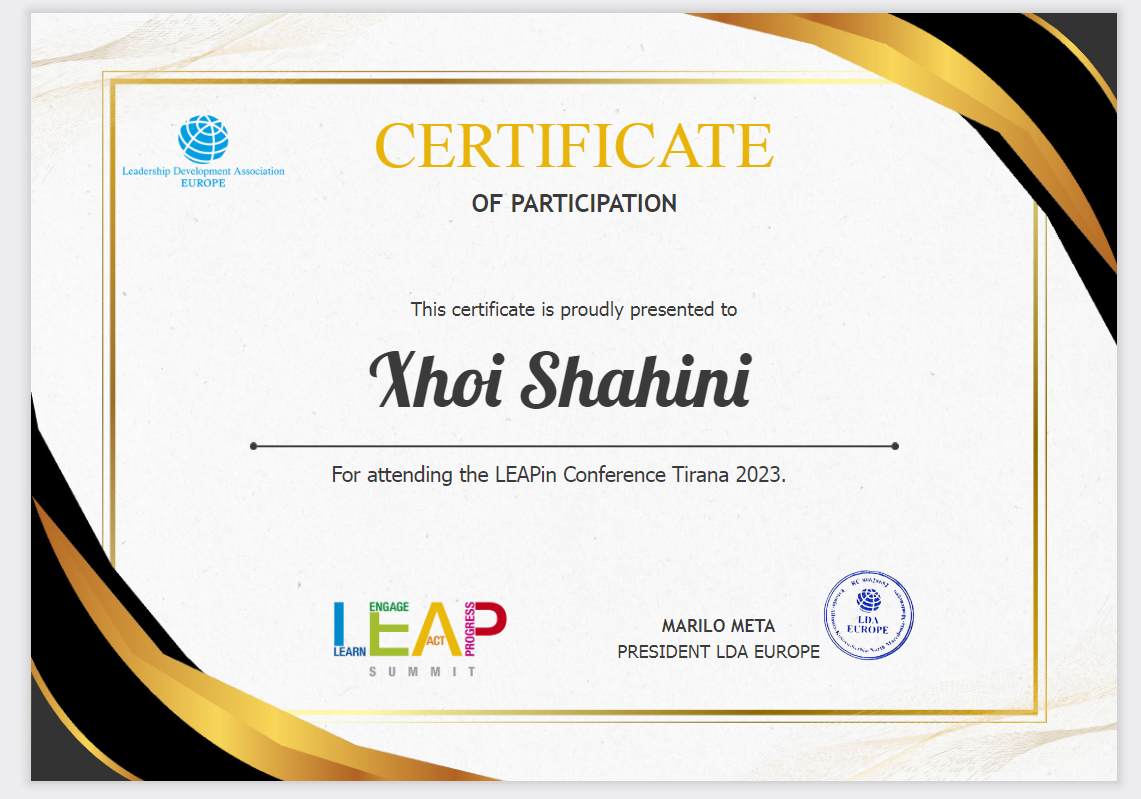 Leadership Development Association
EUROPE
CERTIFICATE
OF PARTICIPATION
This certificate is proudly presented to
Xhoi Shahini
For attending the LEAPin Conference Tirana 2023.
LEAP
LEARN
ENGAGE
ACT
PROGRESS
SUMMIT
MARILO META
PRESIDENT LDA EUROPE
LDA
EUROPE